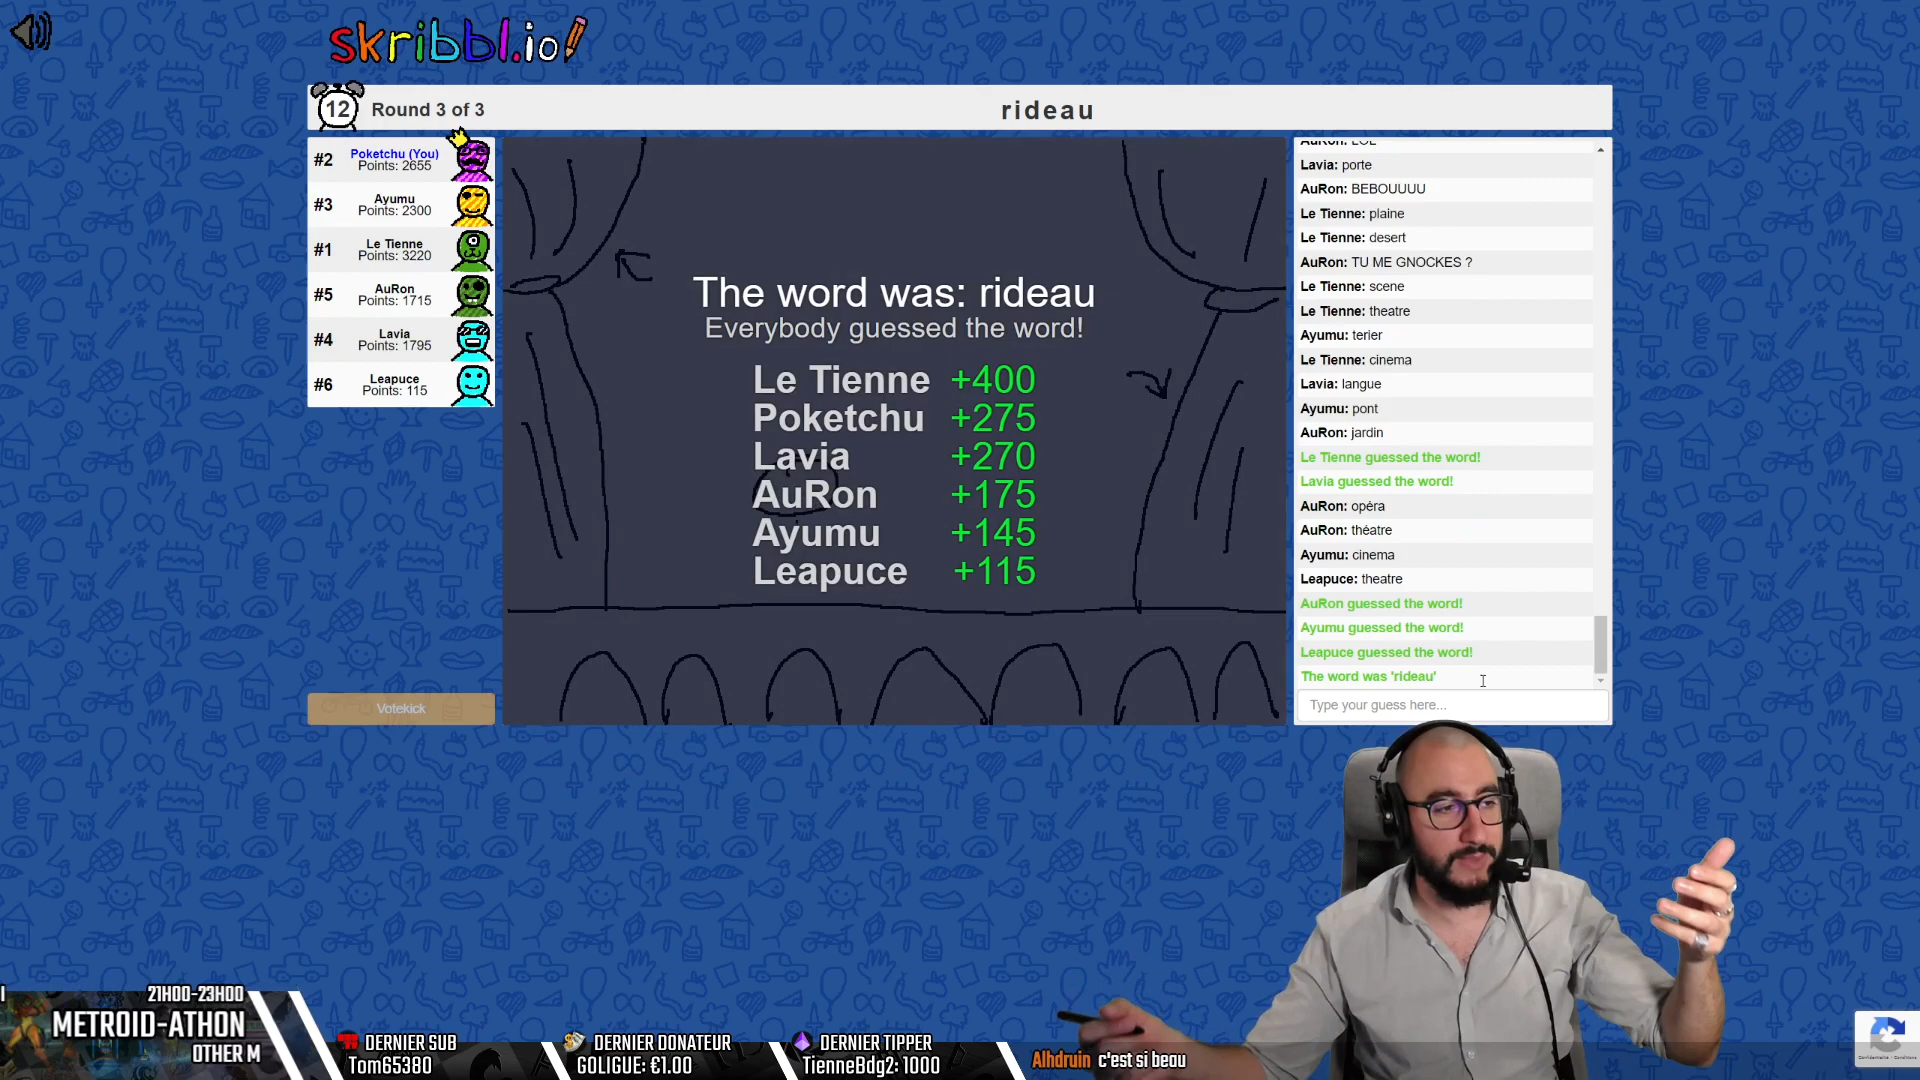 skribbl.io
12
Round 3 of 3
rideau
#2
Poketchu (You)
Points: 2655
#3
Ayumu
Points: 2300
#1
Le Tienne
Points: 3220
#5
AuRon
Points: 1715
#4
Lavia
Points: 1795
#6
Leapuce
Points: 115
Votekick
The word was: rideau
Everybody guessed the word!
Le Tienne +400
Poketchu +275
Lavia +270
AuRon +175
Ayumu +145
Leapuce +115
AuRon: LOL
Lavia: porte
AuRon: BEBOUUUU
Le Tienne: plaine
Le Tienne: desert
AuRon: TU ME GNOCKES ?
Le Tienne: scene
Le Tienne: theatre
Ayumu: terier
Le Tienne: cinema
Lavia: langue
Ayumu: pont
AuRon: jardin
Le Tienne guessed the word!
Lavia guessed the word!
AuRon: opéra
AuRon: théatre
Ayumu: cinema
Leapuce: theatre
AuRon guessed the word!
Ayumu guessed the word!
Leapuce guessed the word!
The word was 'rideau'
Type your guess here...
21H00-23H00
METROID-ATHON
OTHER M
DERNIER SUB
Tom65380
DERNIER DONATEUR
GOLIGUE: €1.00
DERNIER TIPPER
TienneBdg2: 1000
Alhdruin c'est si beau